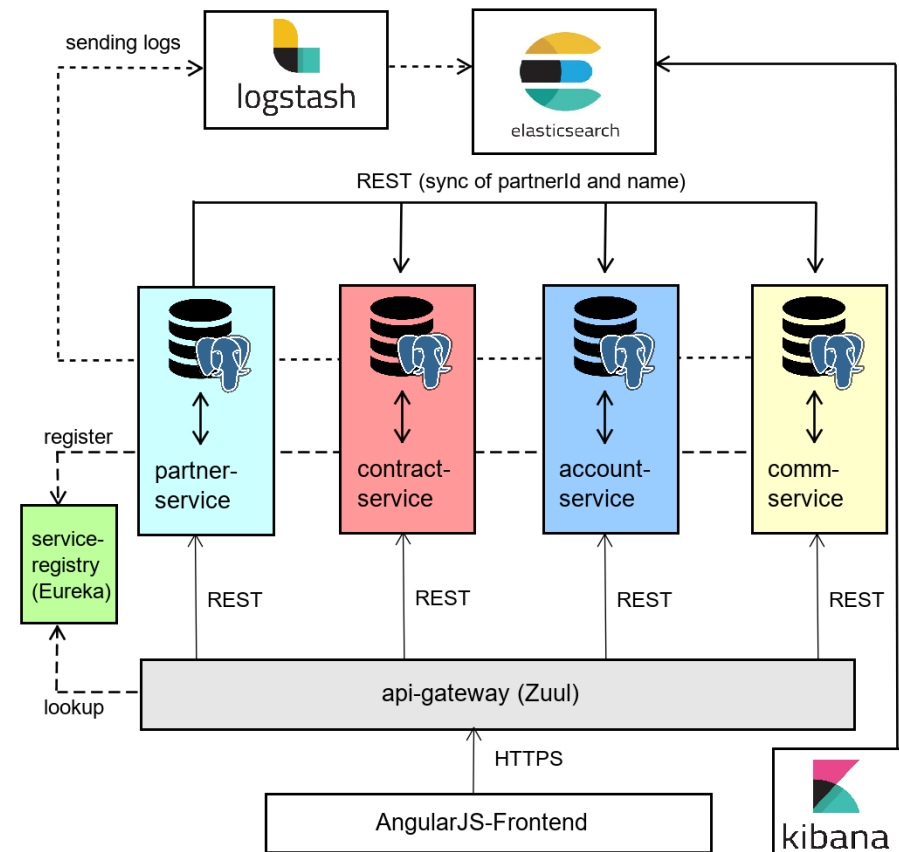 sending logs
logstash
elasticsearch
REST (sync of partnerId and name)
register
partner-
service
contract-
service
account-
service
comm-
service
service-
registry
(Eureka)
REST
REST
REST
REST
lookup
api-gateway (Zuul)
HTTPS
AngularJS-Frontend
kibana